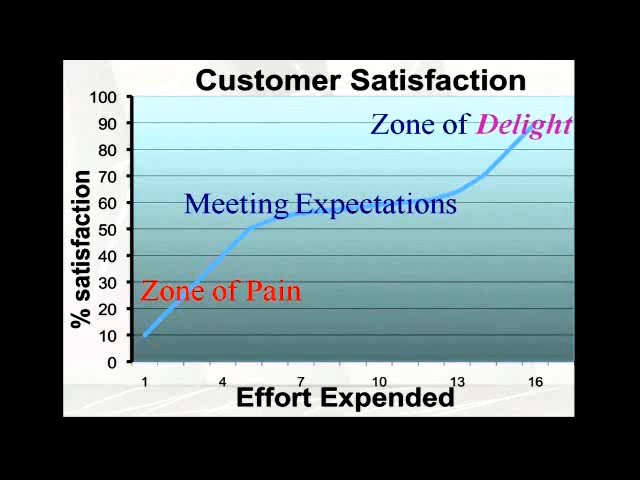 Customer Satisfaction
100
90
80
70
60
50
40
30
20
10
0
% satisfaction
Zone of Delight
Meeting Expectations
Zone of Pain
1 4 7 10 13 16
Effort Expended